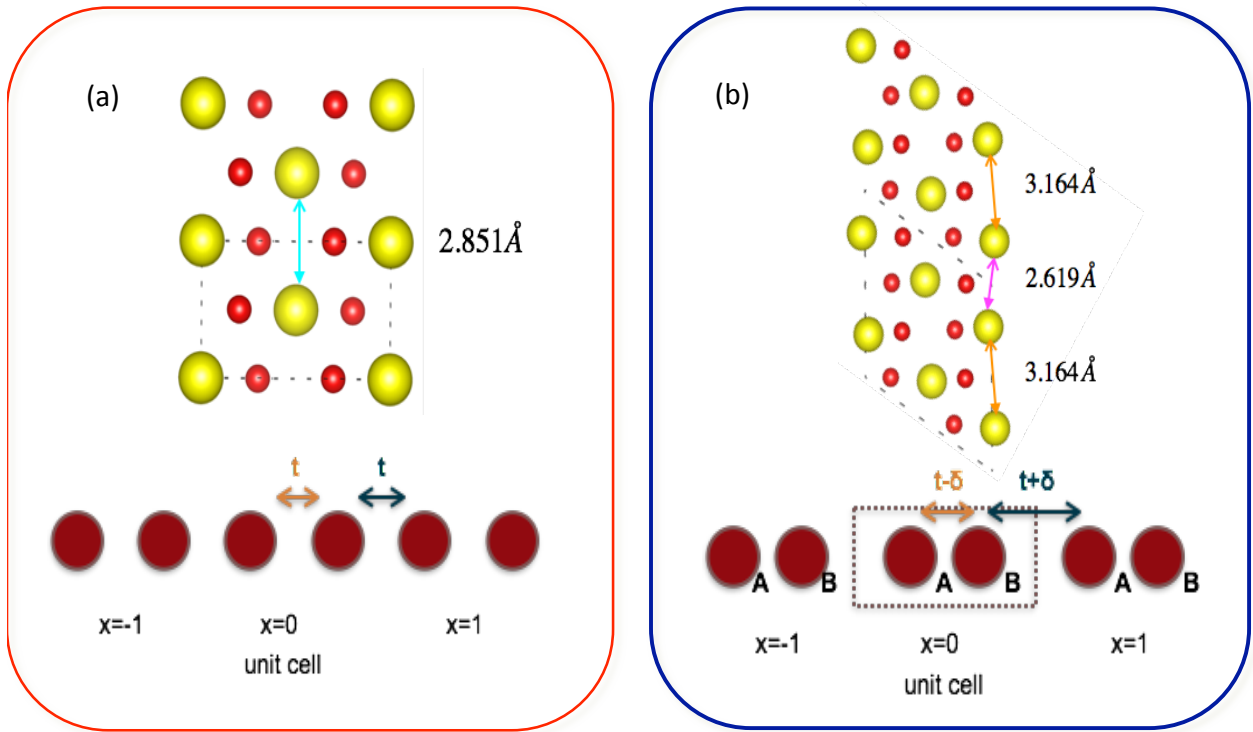 (a)
2.851Å
t t
x=-1 x=0 x=1
unit cell
(b)
3.164Å
2.619Å
3.164Å
t-δ t+δ
A B A B A B
x=-1 x=0 x=1
unit cell